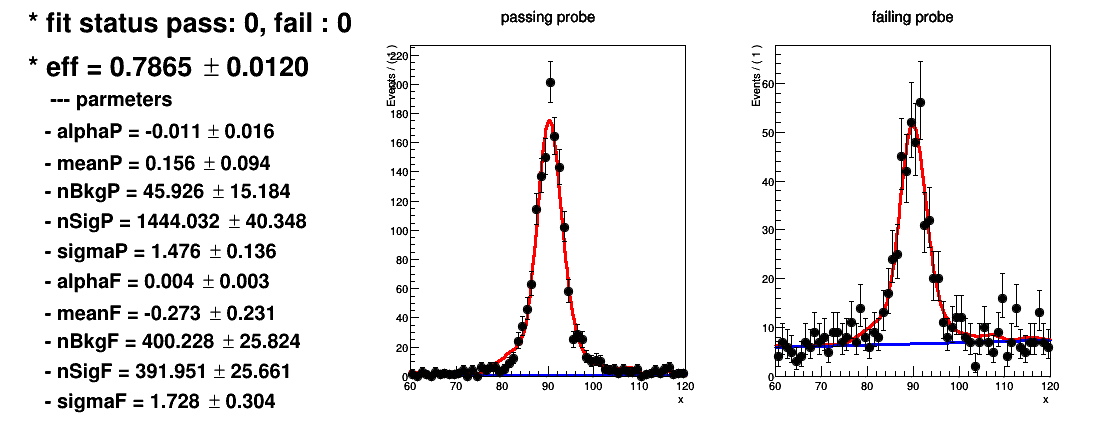 * fit status pass: 0, fail : 0
* eff = 0.7865 ± 0.0120
--- parmeters
- alphaP = -0.011 ± 0.016
- meanP = 0.156 ± 0.094
- nBkgP = 45.926 ± 15.184
- nSigP = 1444.032 ± 40.348
- sigmaP = 1.476 ± 0.136
- alphaF = 0.004 ± 0.003
- meanF = -0.273 ± 0.231
- nBkgF = 400.228 ± 25.824
- nSigF = 391.951 ± 25.661
- sigmaF = 1.728 ± 0.304
passing probe
Events / ( 1 )
220
200
180
160
140
120
100
80
60
40
20
0
60 70 80 90 100 110 120
x
failing probe
Events / ( 1 )
60
50
40
30
20
10
0
60 70 80 90 100 110 120
x